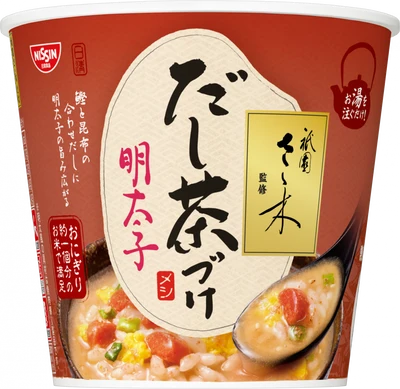 NISSIN
日清
だし茶づけ
明太子
メシ
祇園
さゝ木
監修
お湯を
注ぐだけ!
鰹と昆布の
合わせだしに
明太子の旨み広がる
おにぎり
約一個分の
お米で満足